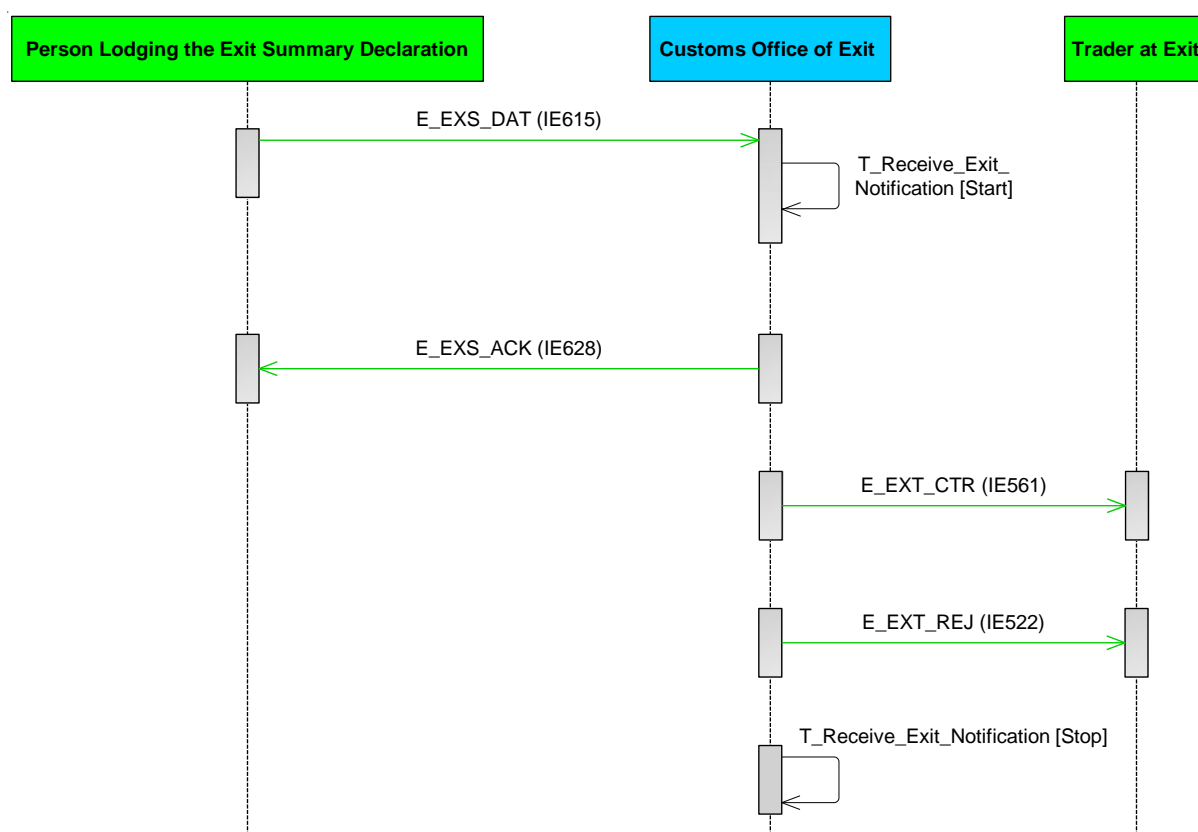 Person Lodging the Exit Summary Declaration
Customs Office of Exit
Trader at Exit
E_EXS_DAT (IE615)
T_Receive_Exit_
Notification [Start]
E_EXS_ACK (IE628)
E_EXT_CTR (IE561)
E_EXT_REJ (IE522)
T_Receive_Exit_Notification [Stop]